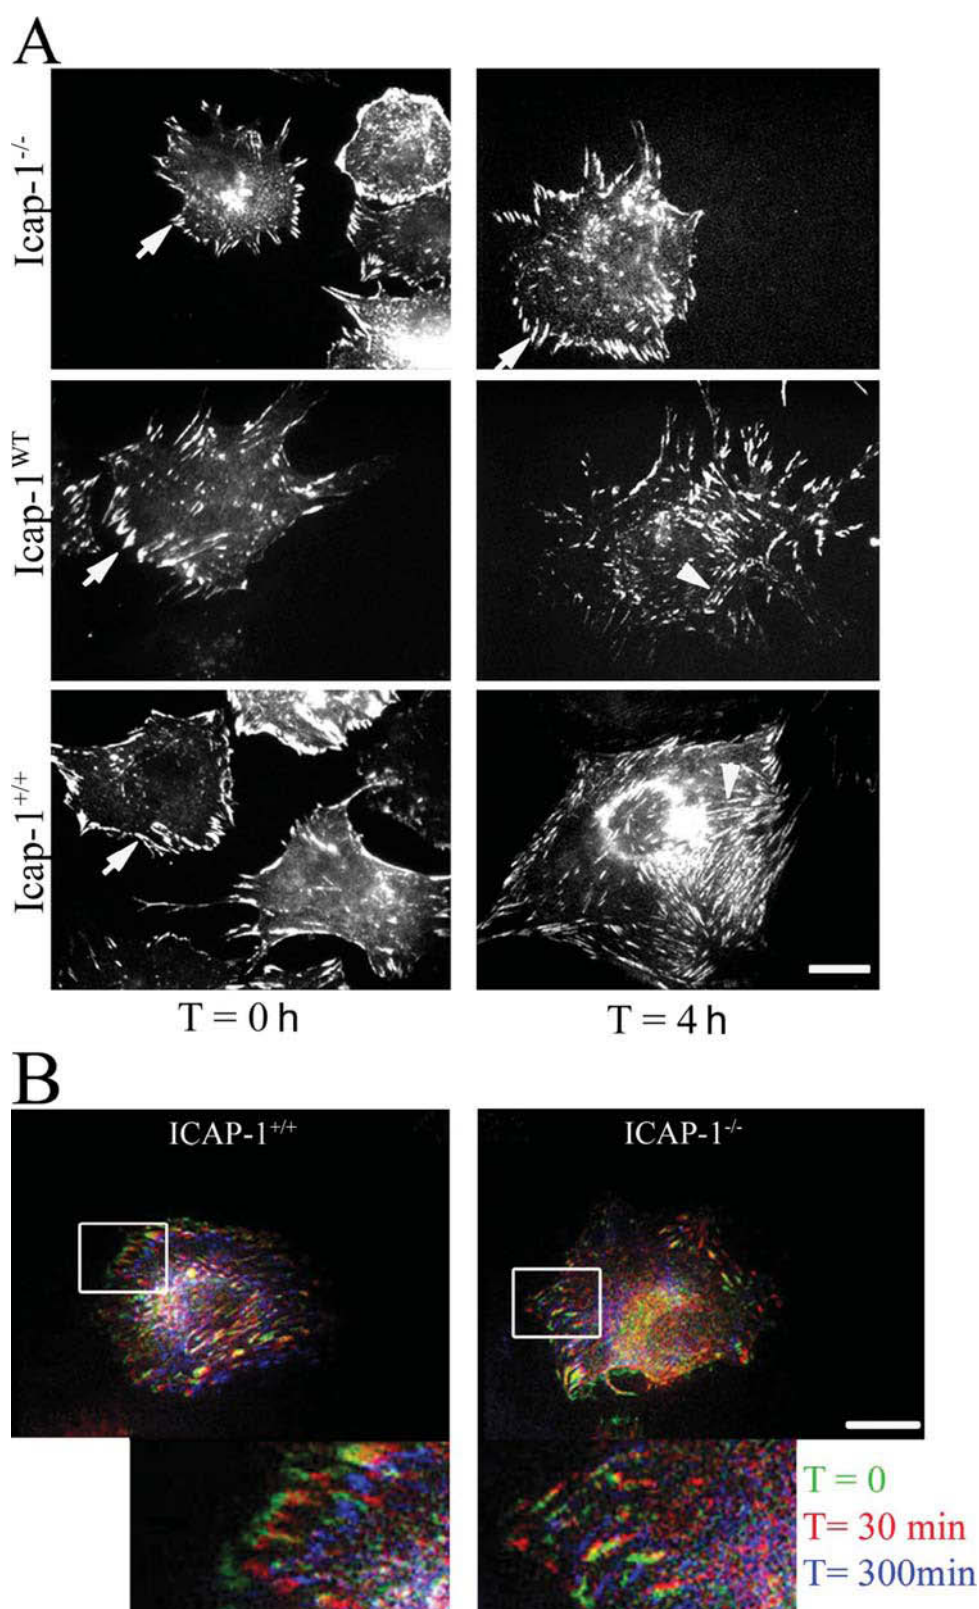 A
Icap-1-/-
Icap-1WT
Icap-1+/+
T = 0 h
T = 4 h
B
ICAP-1+/+
ICAP-1-/-
T = 0
T= 30 min
T= 300min